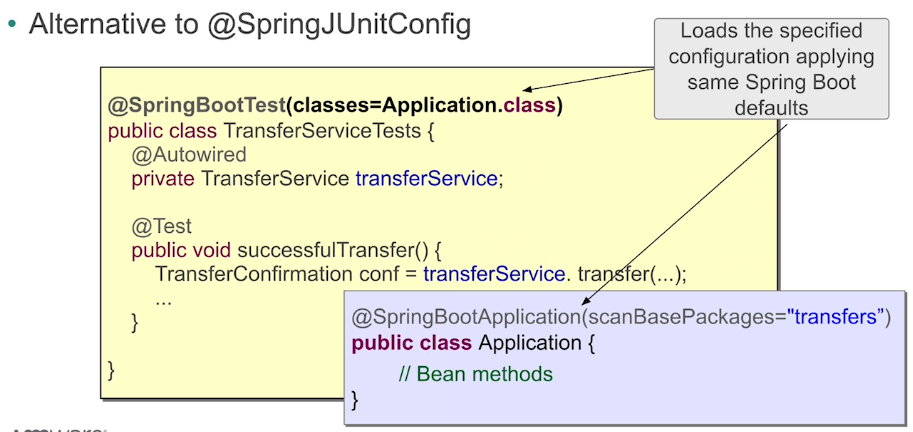 • Alternative to @SpringJUnitConfig
Loads the specified
configuration applying
same Spring Boot
defaults
@SpringBootTest(classes=Application.class)
public class TransferServiceTests {
@Autowired
private TransferService transferService;
@Test
public void successfulTransfer() {
TransferConfirmation conf = transferService. transfer(...);
...
}
}
@SpringBootApplication(scanBasePackages="transfers”)
public class Application {
// Bean methods
}